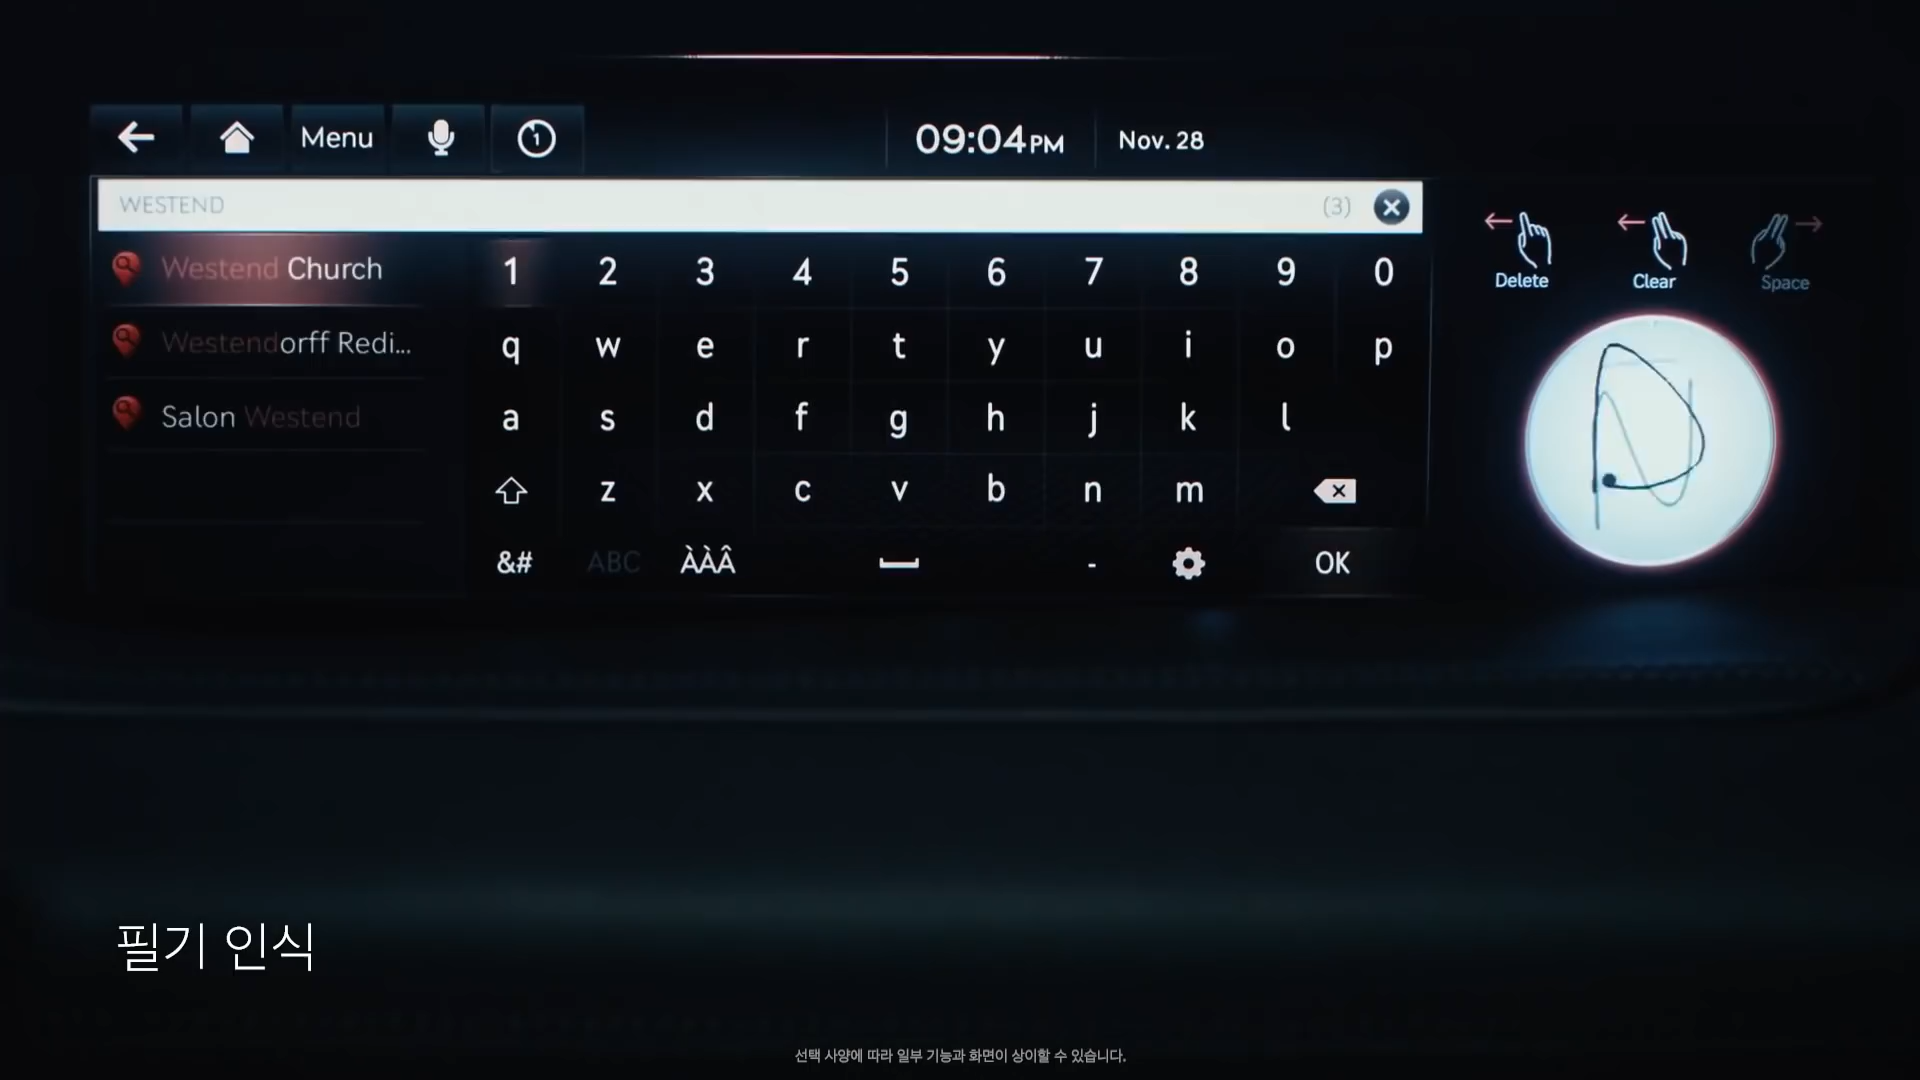 Menu
1
09:04PM
Nov. 28
WESTEND
(3)
Westend Church
Westendorff Redi...
Salon Westend
1 2 3 4 5 6 7 8 9 0
q w e r t y u i o p
a s d f g h j k l
z x c v b n m
&# ABC ÀÀÂ - OK
Delete Clear Space
D
필기 인식
선택 사양에 따라 일부 기능과 화면이 상이할 수 있습니다.